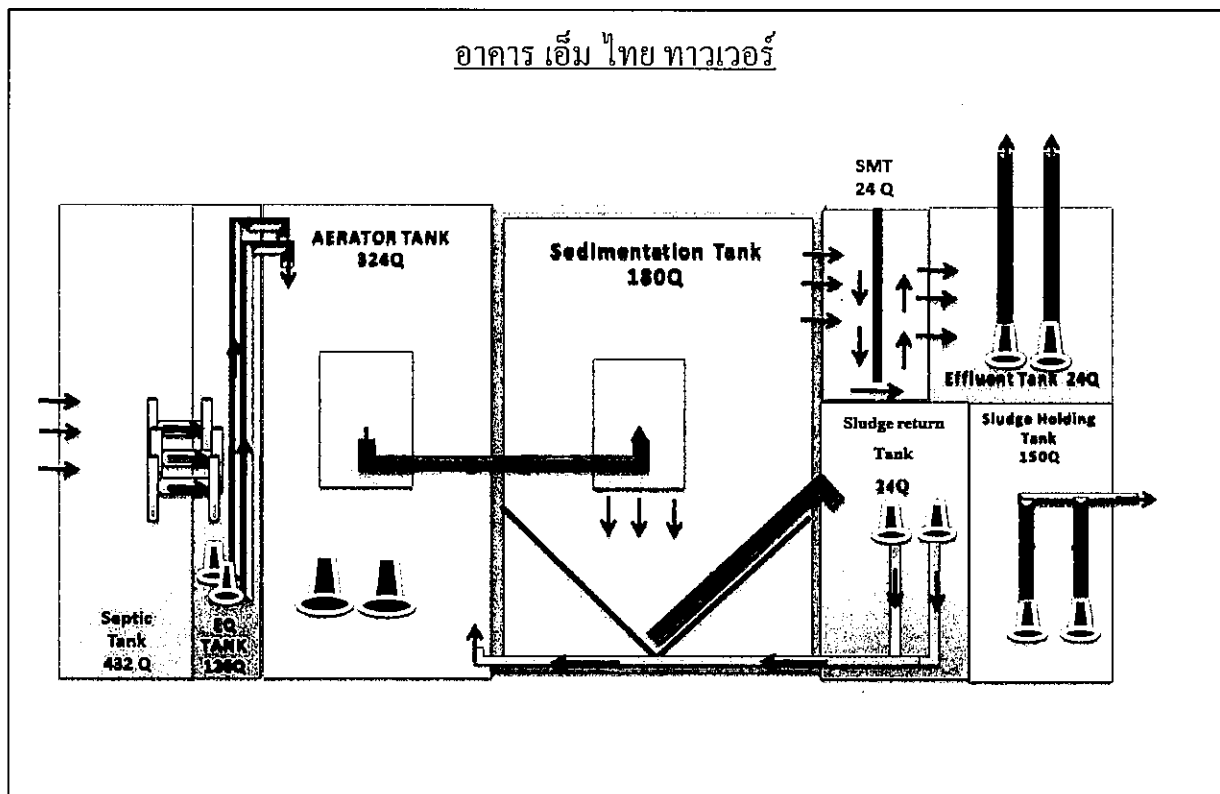 อาคาร เอ็ม ไทย ทาวเวอร์
SMT
24 Q
AERATOR TANK
324Q
Sedimentation Tank
180Q
Effluent Tank 24Q
Sludge return
Tank
24Q
Sludge Holding
Tank
150Q
Septic
Tank
432 Q
EQ
TANK